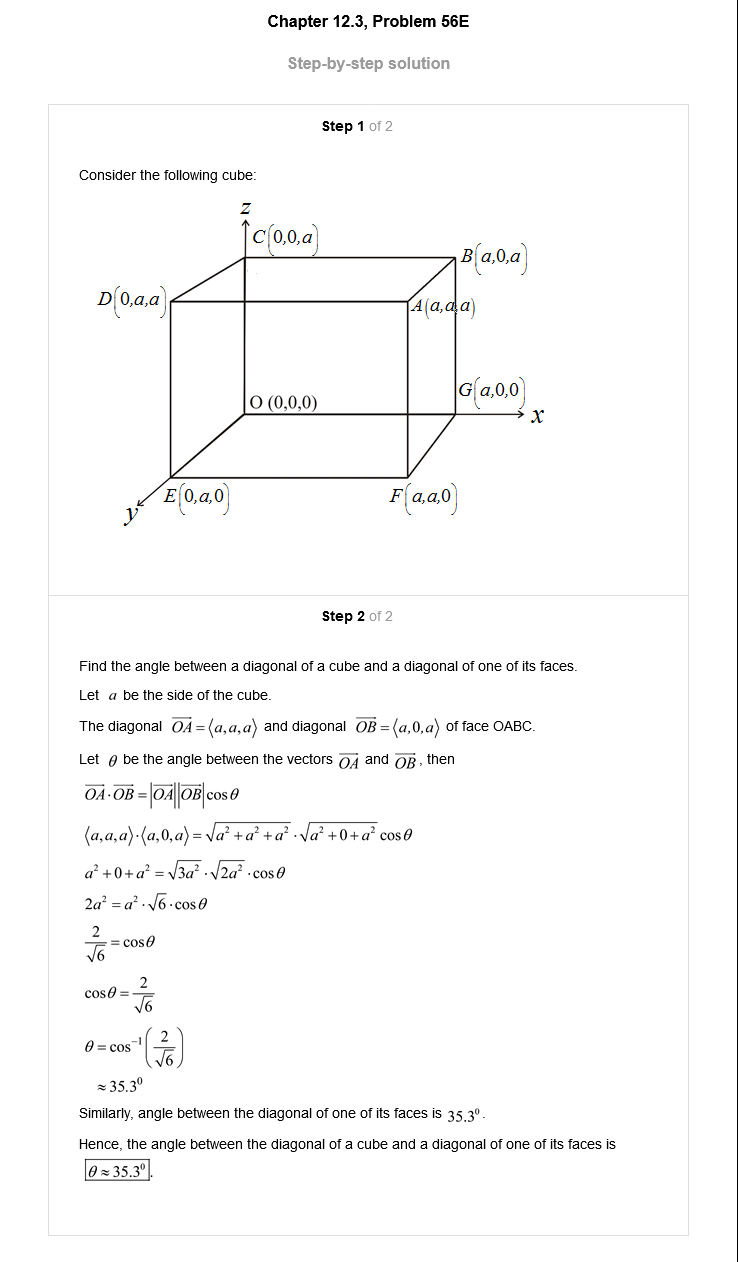 Chapter 12.3, Problem 56E
Step-by-step solution
Step 1 of 2
Consider the following cube:
z
C(0,0,a)
B(a,0,a)
D(0,a,a)
A(a,a,a)
G(a,0,0)
O (0,0,0)
x
E(0,a,0)
F(a,a,0)
y
Step 2 of 2
Find the angle between a diagonal of a cube and a diagonal of one of its faces.
Let a be the side of the cube.
The diagonal $\overrightarrow{OA} = \langle a,a,a \rangle$ and diagonal $\overrightarrow{OB} = \langle a,0,a \rangle$ of face OABC.
Let θ be the angle between the vectors $\overrightarrow{OA}$ and $\overrightarrow{OB}$, then
$\overrightarrow{OA} \cdot \overrightarrow{OB} = |\overrightarrow{OA}||\overrightarrow{OB}| \cos\theta$
$\langle a,a,a \rangle \cdot \langle a,0,a \rangle = \sqrt{a^2+a^2+a^2} \cdot \sqrt{a^2+0+a^2} \cos\theta$
$a^2+0+a^2 = \sqrt{3a^2} \cdot \sqrt{2a^2} \cdot \cos\theta$
$2a^2 = a^2 \cdot \sqrt{6} \cdot \cos\theta$
$\frac{2}{\sqrt{6}} = \cos\theta$
$\cos\theta = \frac{2}{\sqrt{6}}$
$\theta = \cos^{-1}\left(\frac{2}{\sqrt{6}}\right)$
$\approx 35.3^0$
Similarly, angle between the diagonal of one of its faces is $35.3^0$.
Hence, the angle between the diagonal of a cube and a diagonal of one of its faces is
$\theta \approx 35.3^0$.